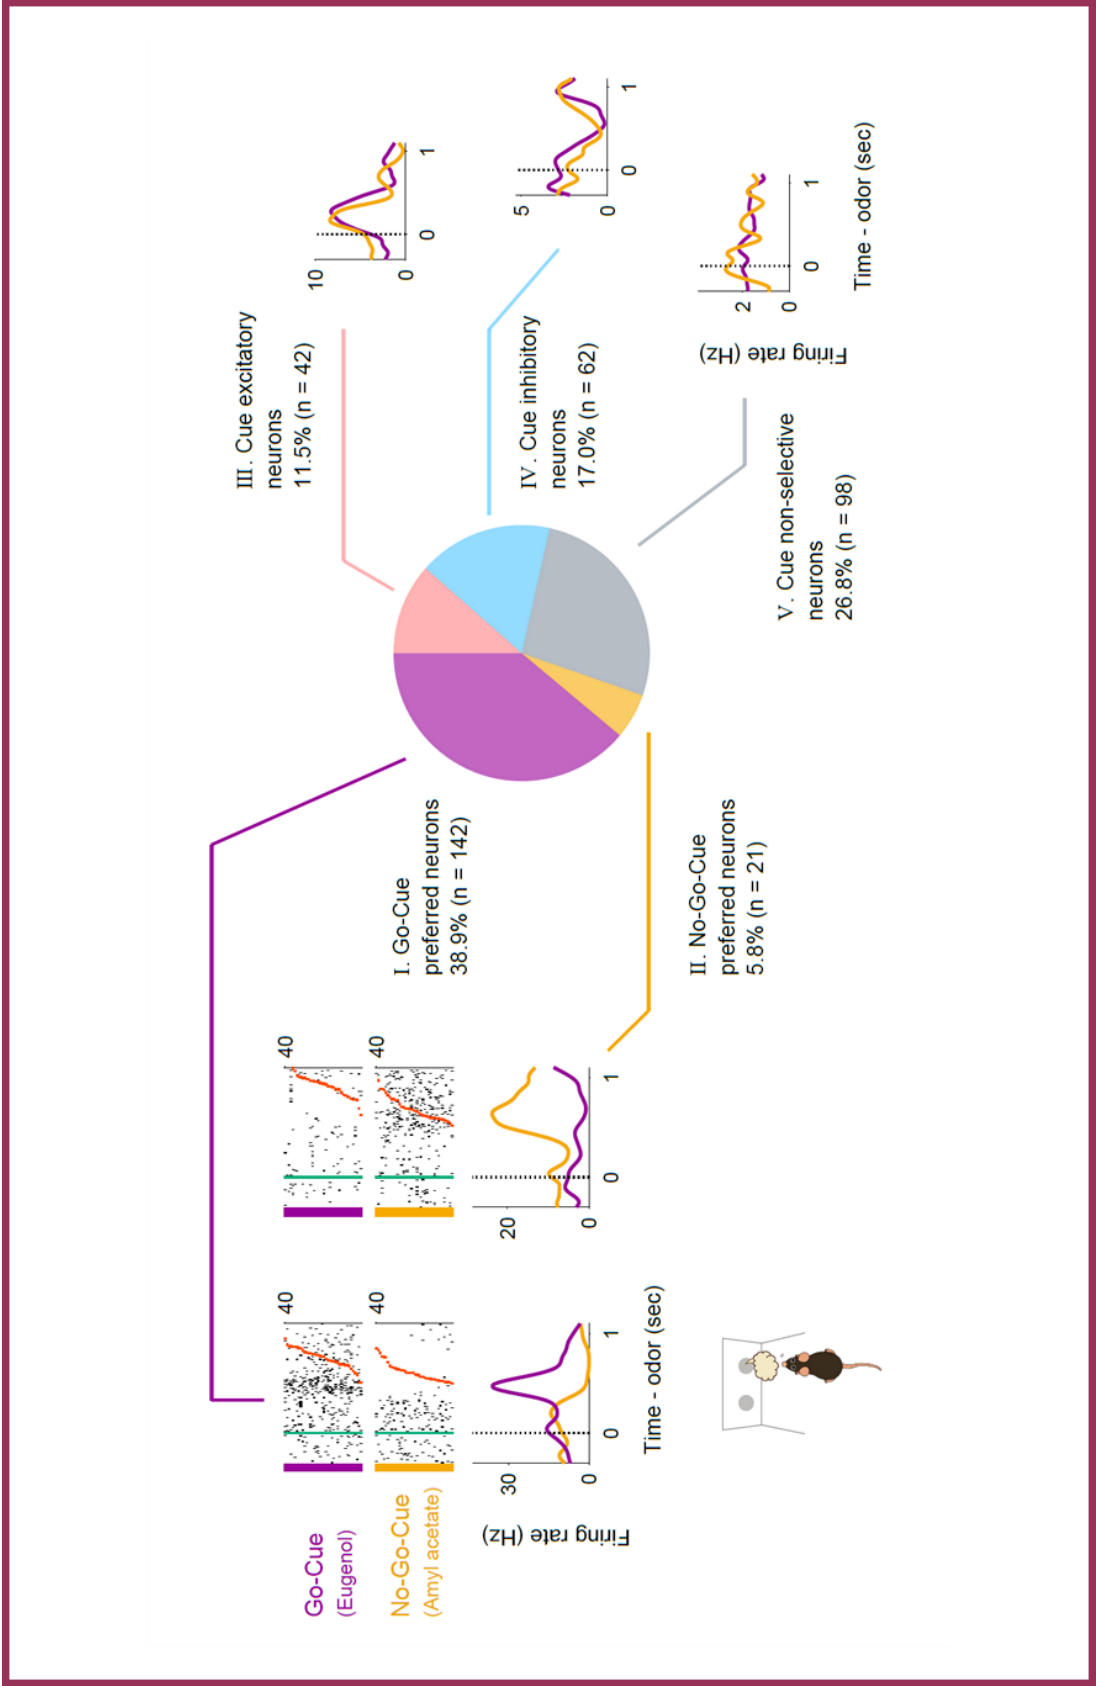 Go-Cue
(Eugenol)
No-Go-Cue
(Amyl acetate)
40
40
Firing rate (Hz)
30
0
0
1
Time - odor (sec)
40
40
20
0
0
1
I. Go-Cue
preferred neurons
38.9% (n = 142)
II. No-Go-Cue
preferred neurons
5.8% (n = 21)
III. Cue excitatory
neurons
11.5% (n = 42)
10
0
0
1
IV. Cue inhibitory
neurons
17.0% (n = 62)
5
0
0
1
V. Cue non-selective
neurons
26.8% (n = 98)
Firing rate (Hz)
2
0
0
1
Time - odor (sec)